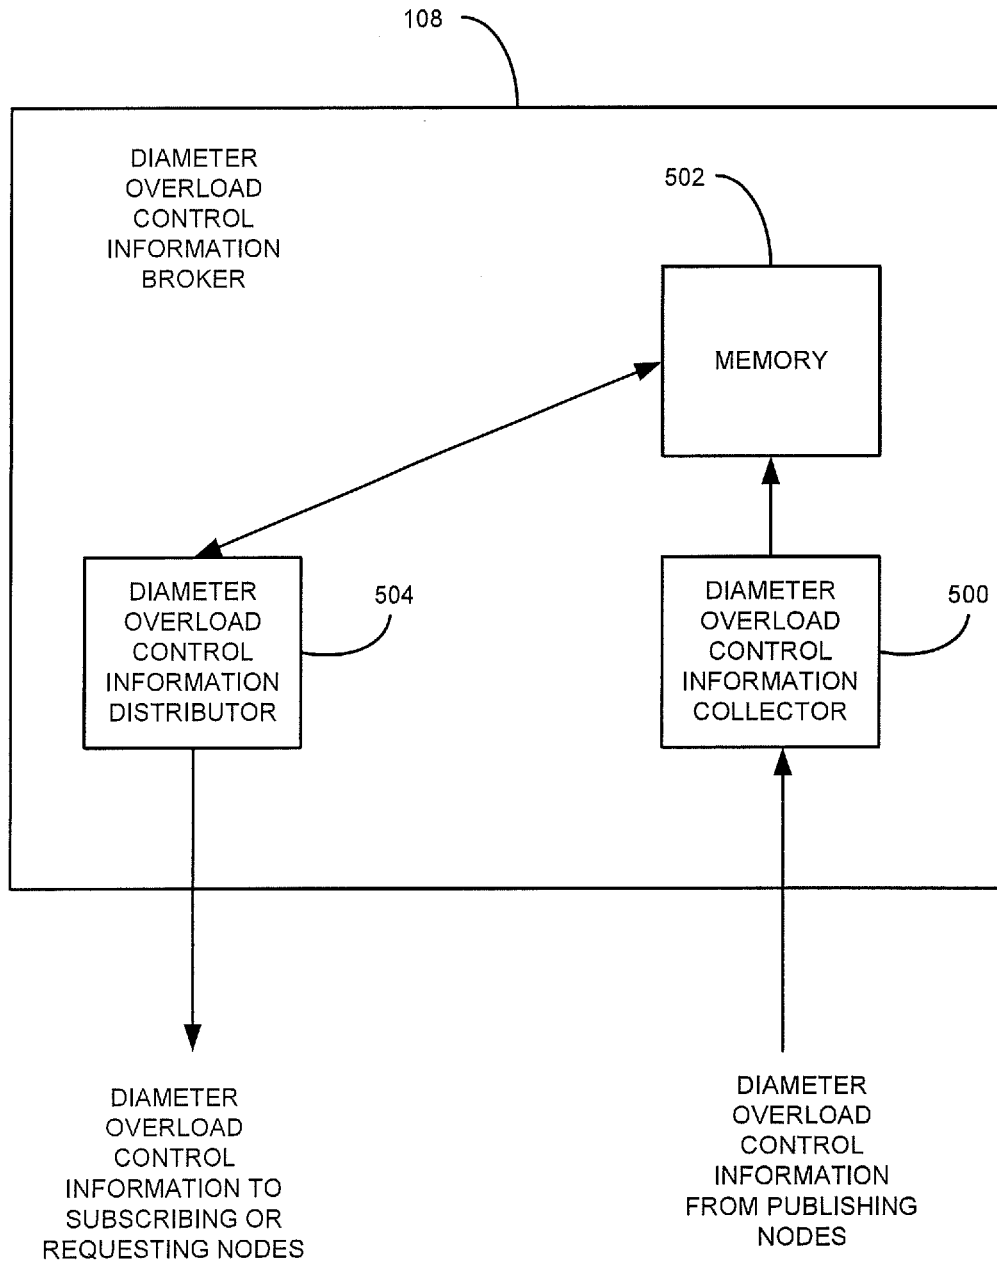 108
DIAMETER
OVERLOAD
CONTROL
INFORMATION
BROKER
502
MEMORY
DIAMETER
OVERLOAD
CONTROL
INFORMATION
DISTRIBUTOR
504
DIAMETER
OVERLOAD
CONTROL
INFORMATION
COLLECTOR
500
DIAMETER
OVERLOAD
CONTROL
INFORMATION TO
SUBSCRIBING OR
REQUESTING NODES
DIAMETER
OVERLOAD
CONTROL
INFORMATION
FROM PUBLISHING
NODES